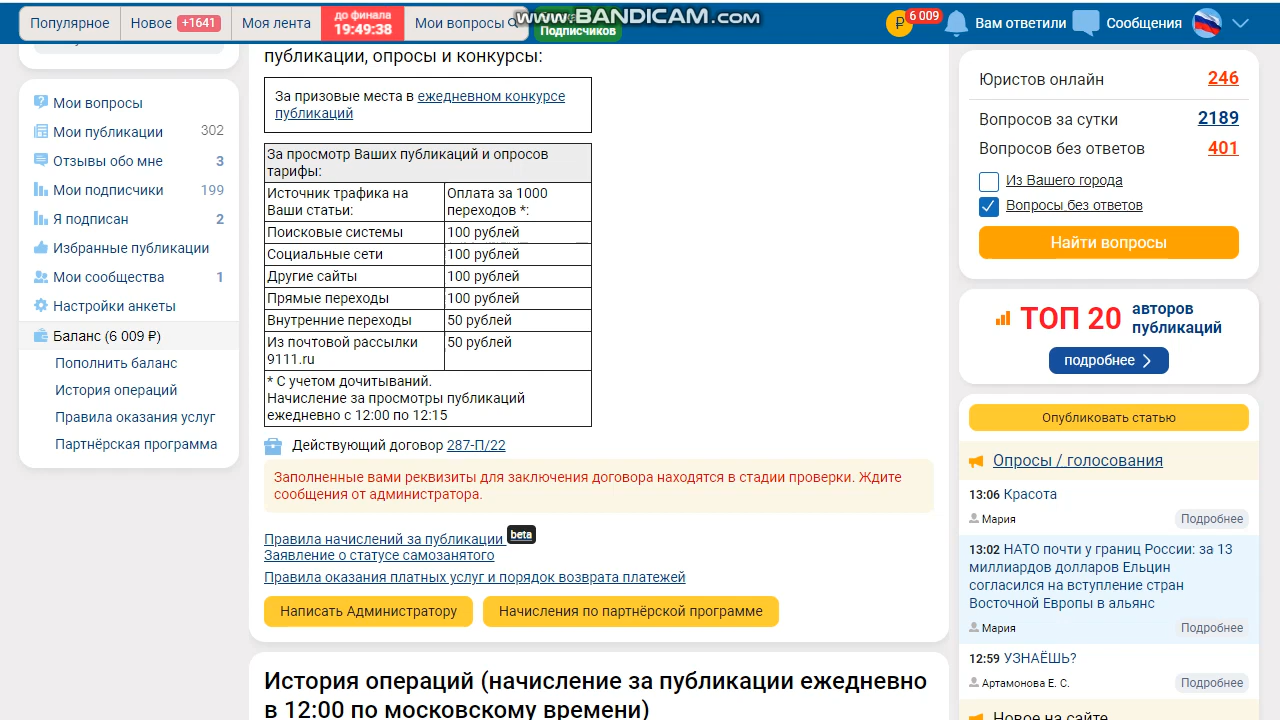 Популярное
Новое +1641
Моя лента
до финала
19:49:38
Мои вопросы
www.BANDICAM.com
Подписчиков
₽ 6 009
Вам ответили
Сообщения
Мои вопросы
Мои публикации 302
Отзывы обо мне 3
Мои подписчики 199
Я подписан 2
Избранные публикации
Мои сообщества 1
Настройки анкеты
Баланс (6 009 ₽)
Пополнить баланс
История операций
Правила оказания услуг
Партнёрская программа
публикации, опросы и конкурсы:
За призовые места в ежедневном конкурсе
публикаций
За просмотр Ваших публикаций и опросов
тарифы:
Источник трафика на
Ваши статьи:
Оплата за 1000
переходов *:
Поисковые системы 100 рублей
Социальные сети 100 рублей
Другие сайты 100 рублей
Прямые переходы 100 рублей
Внутренние переходы 50 рублей
Из почтовой рассылки
9111.ru
50 рублей
* С учетом дочитываний.
Начисление за просмотры публикаций
ежедневно с 12:00 по 12:15
Действующий договор 287-П/22
Заполненные вами реквизиты для заключения договора находятся в стадии проверки. Ждите
сообщения от администратора.
Правила начислений за публикации beta
Заявление о статусе самозанятого
Правила оказания платных услуг и порядок возврата платежей
Написать Администратору
Начисления по партнёрской программе
История операций (начисление за публикации ежедневно
в 12:00 по московскому времени)
Юристов онлайн 246
Вопросов за сутки 2189
Вопросов без ответов 401
Из Вашего города
Вопросы без ответов
Найти вопросы
ТОП 20 авторов
публикаций
подробнее
Опубликовать статью
Опросы / голосования
13:06 Красота
Мария Подробнее
13:02 НАТО почти у границ России: за 13
миллиардов долларов Ельцин
согласился на вступление стран
Восточной Европы в альянс
Мария Подробнее
12:59 УЗНАЁШЬ?
Артамонова Е. С. Подробнее
Новое на сайте